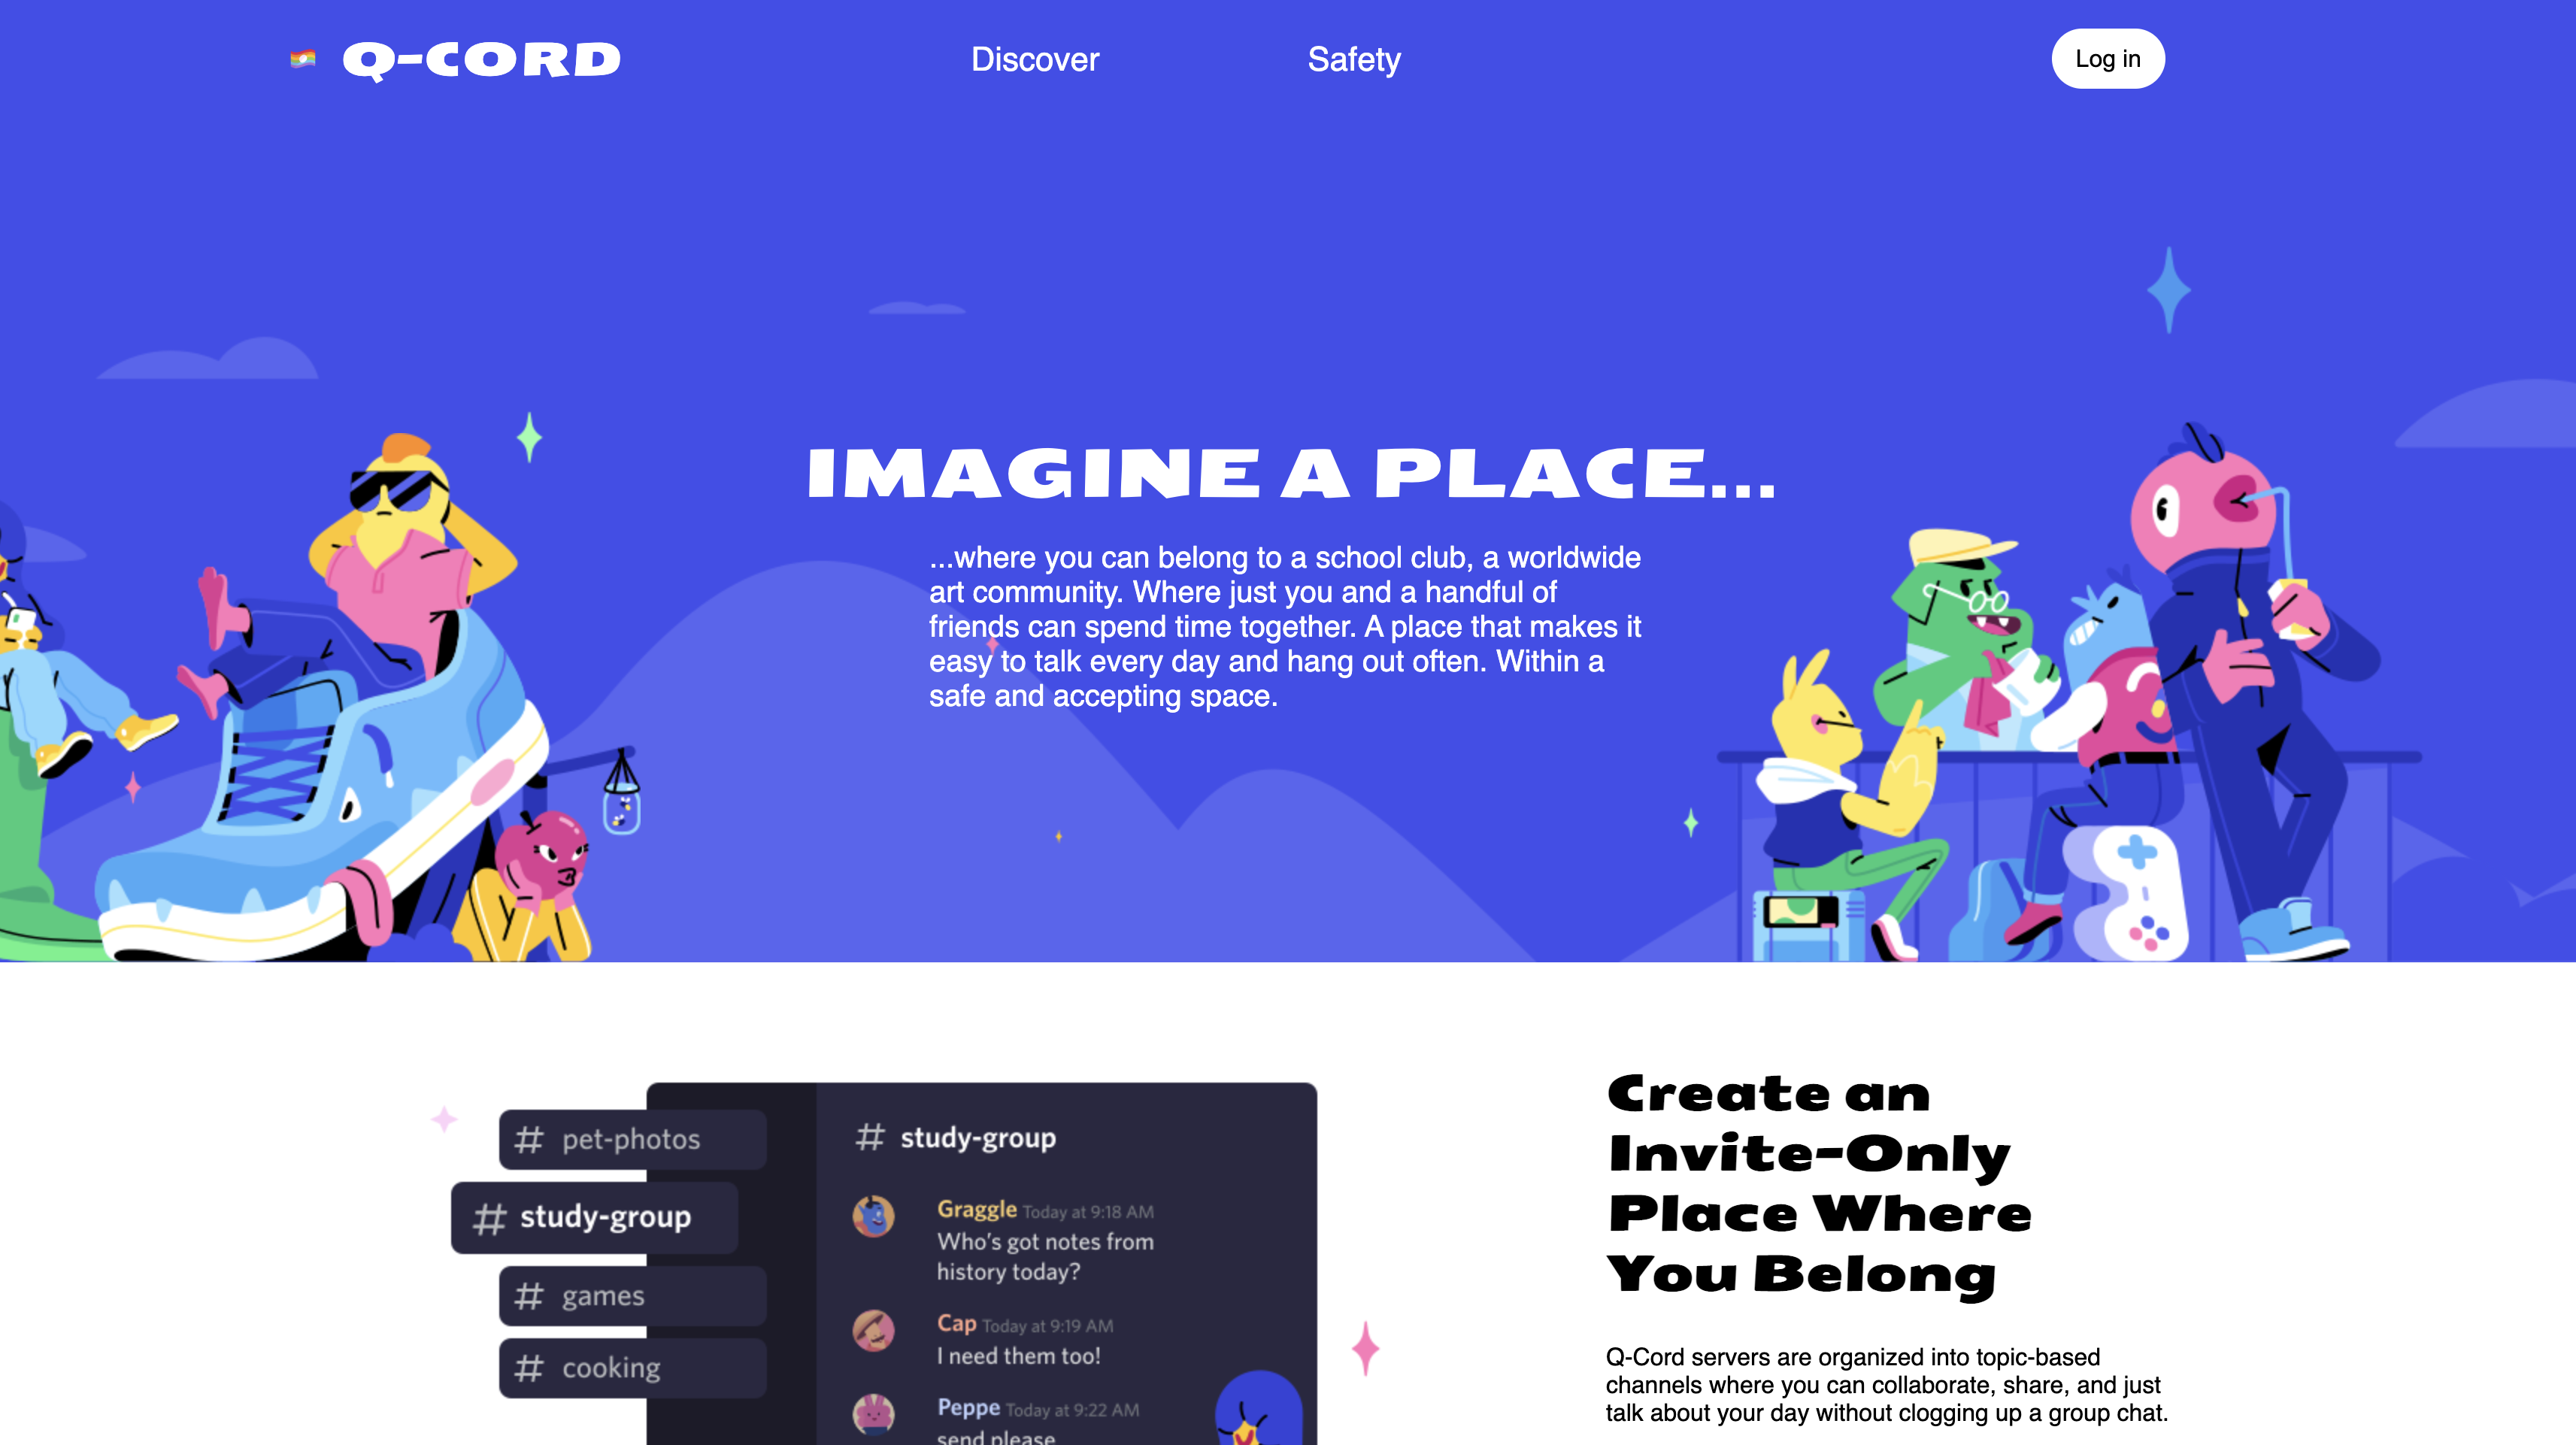 Q-CORD
Discover
Safety
Log in
IMAGINE A PLACE...
...where you can belong to a school club, a worldwide
art community. Where just you and a handful of
friends can spend time together. A place that makes it
easy to talk every day and hang out often. Within a
safe and accepting space.
# pet-photos
# study-group
# games
# cooking
# study-group
Graggle Today at 9:18 AM
Who's got notes from
history today?
Cap Today at 9:19 AM
I need them too!
Peppe Today at 9:22 AM
send please
Create an
Invite-Only
Place Where
You Belong
Q-Cord servers are organized into topic-based
channels where you can collaborate, share, and just
talk about your day without clogging up a group chat.